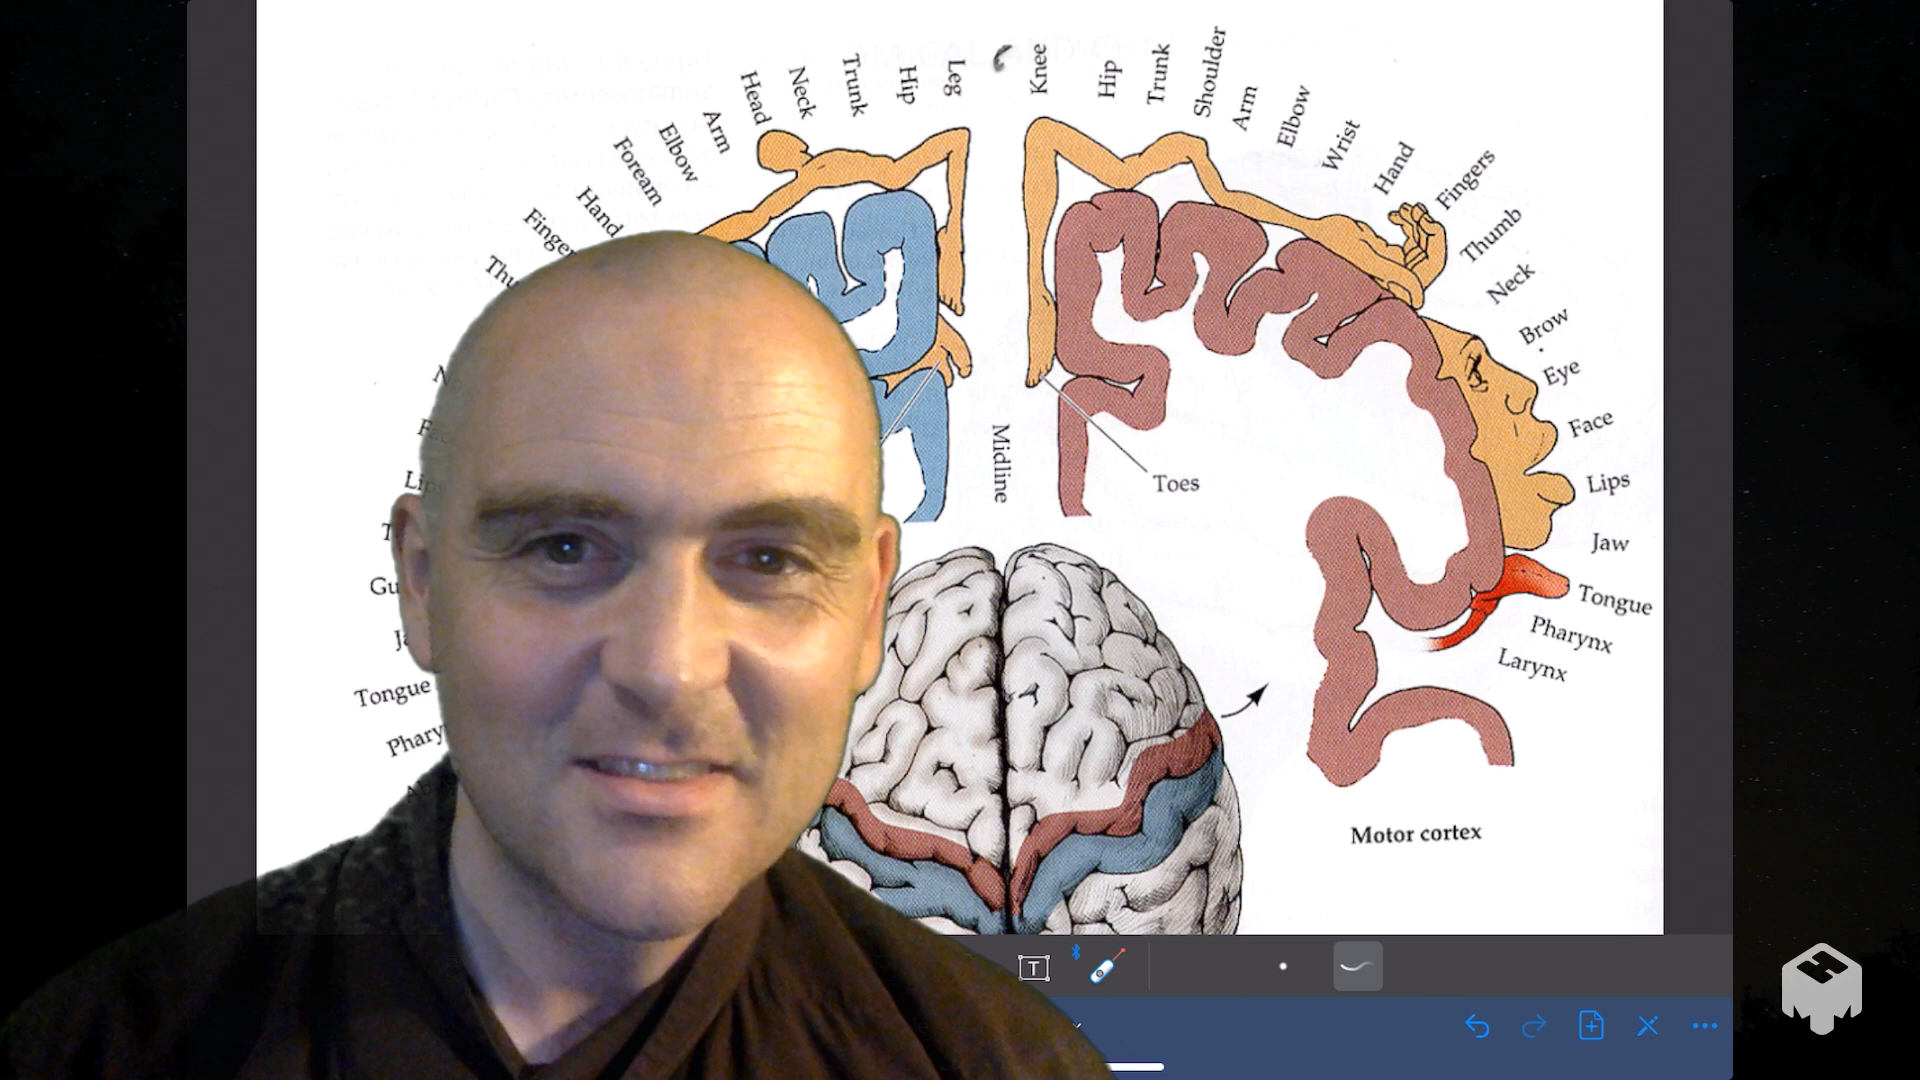 Leg
Hip
Trunk
Neck
Head
Arm
Elbow
Foream
Hand
Tongue
Knee
Hip
Trunk
Shoulder
Arm
Elbow
Wrist
Hand
Fingers
Thumb
Neck
Brow
Eye
Face
Lips
Jaw
Tongue
Pharynx
Larynx
Toes
Midline
Motor cortex
T